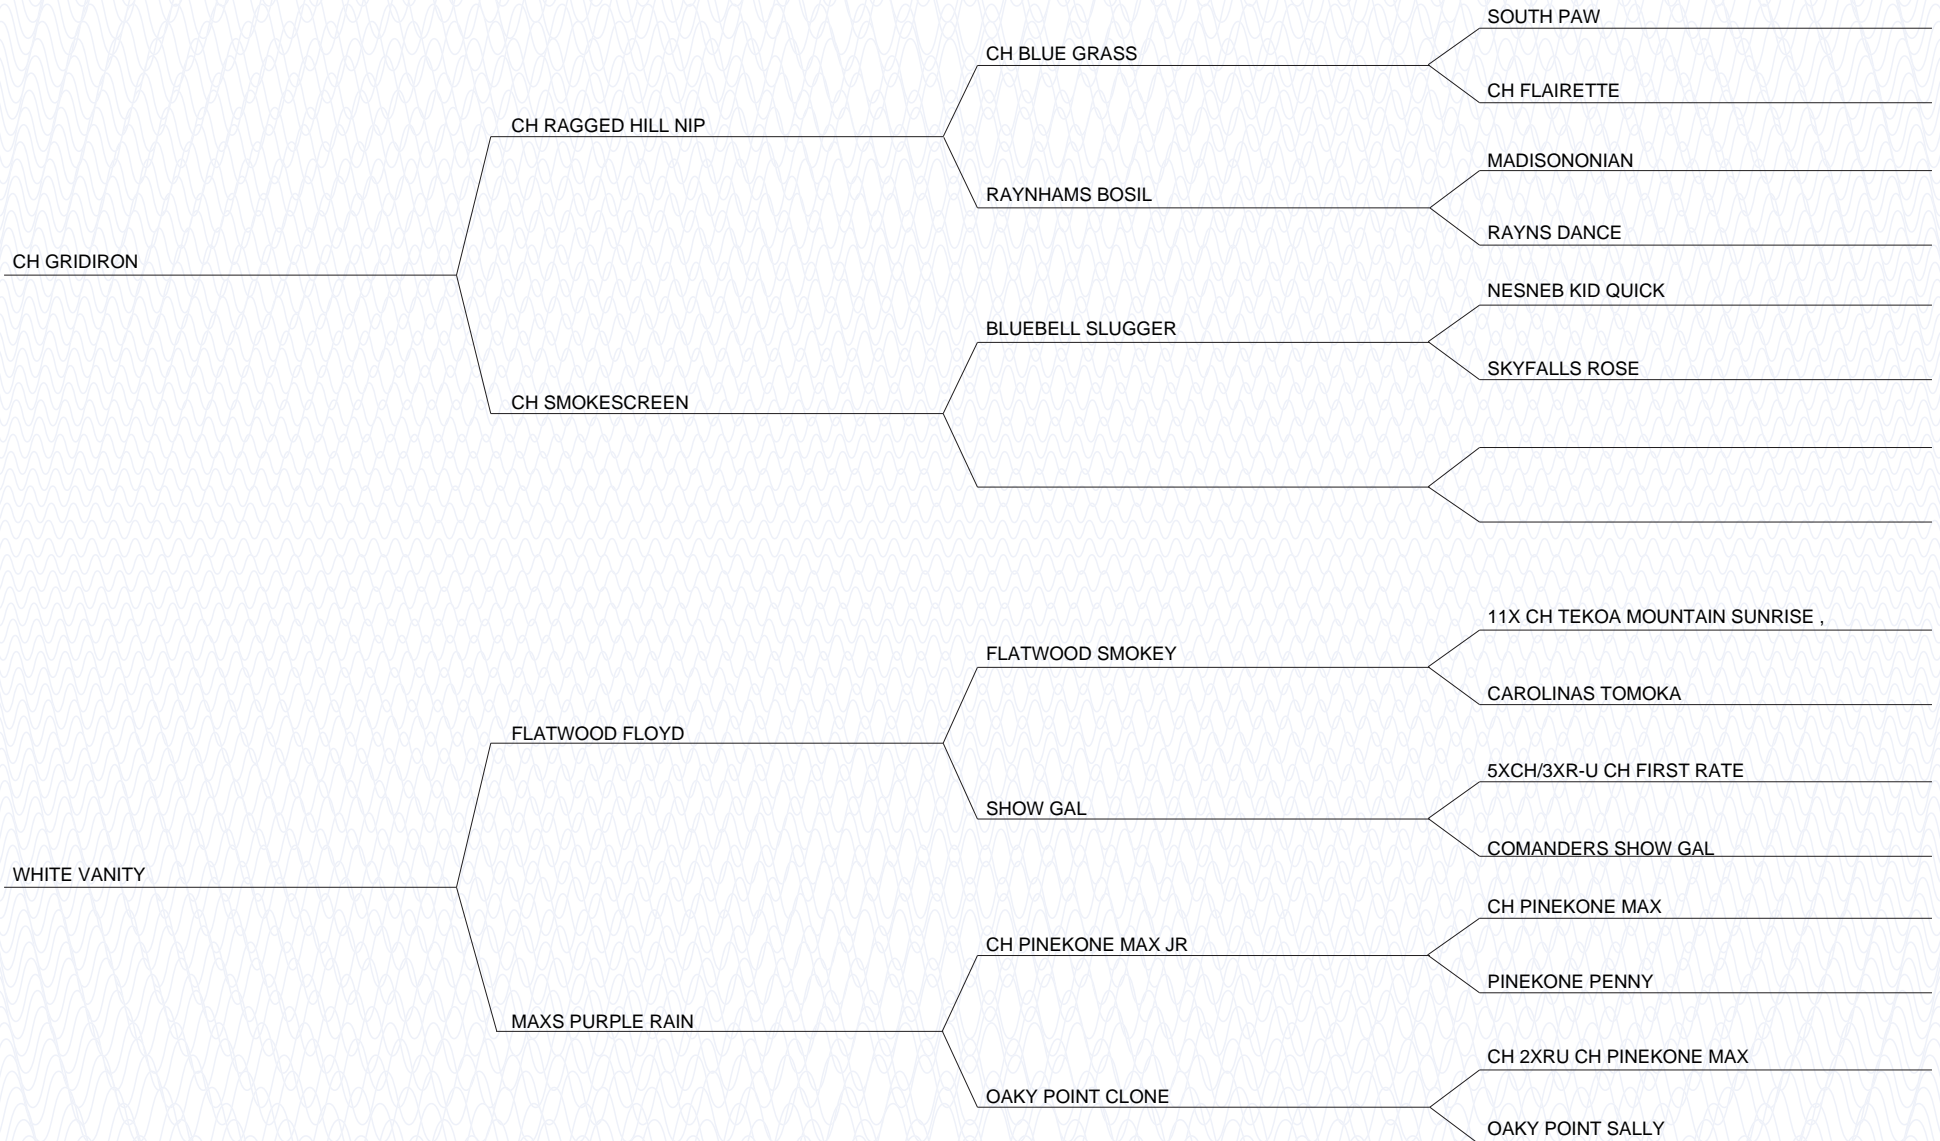 SOUTH PAW
CH BLUE GRASS
CH FLAIRETTE
CH RAGGED HILL NIP
MADISONONIAN
RAYNHAMS BOSIL
RAYNS DANCE
CH GRIDIRON
NESNEB KID QUICK
BLUEBELL SLUGGER
SKYFALLS ROSE
CH SMOKESCREEN
11X CH TEKOA MOUNTAIN SUNRISE ,
FLATWOOD SMOKEY
CAROLINAS TOMOKA
FLATWOOD FLOYD
5XCH/3XR-U CH FIRST RATE
SHOW GAL
COMANDERS SHOW GAL
WHITE VANITY
CH PINEKONE MAX
CH PINEKONE MAX JR
PINEKONE PENNY
MAXS PURPLE RAIN
CH 2XRU CH PINEKONE MAX
OAKY POINT CLONE
OAKY POINT SALLY